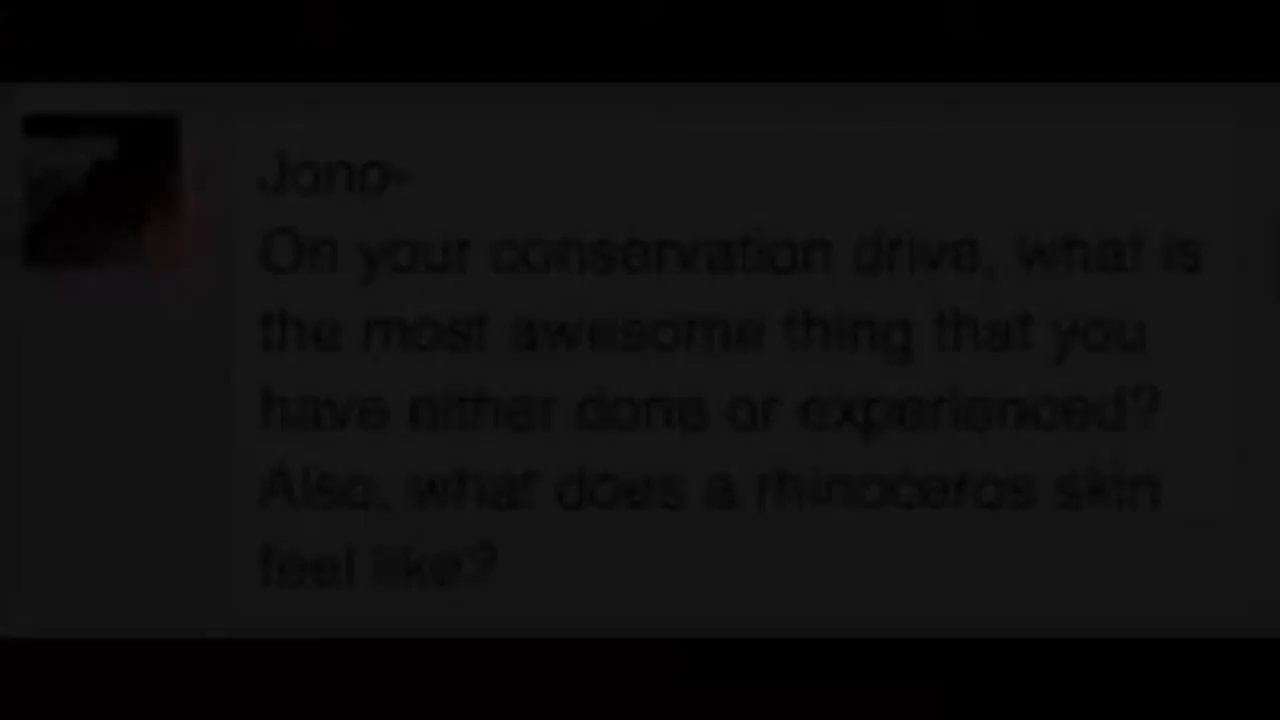 Jono-
On your conservation drive, what is
the most awesome thing that you
have either done or experienced?
Also, what does a rhinoceros skin
feel like?